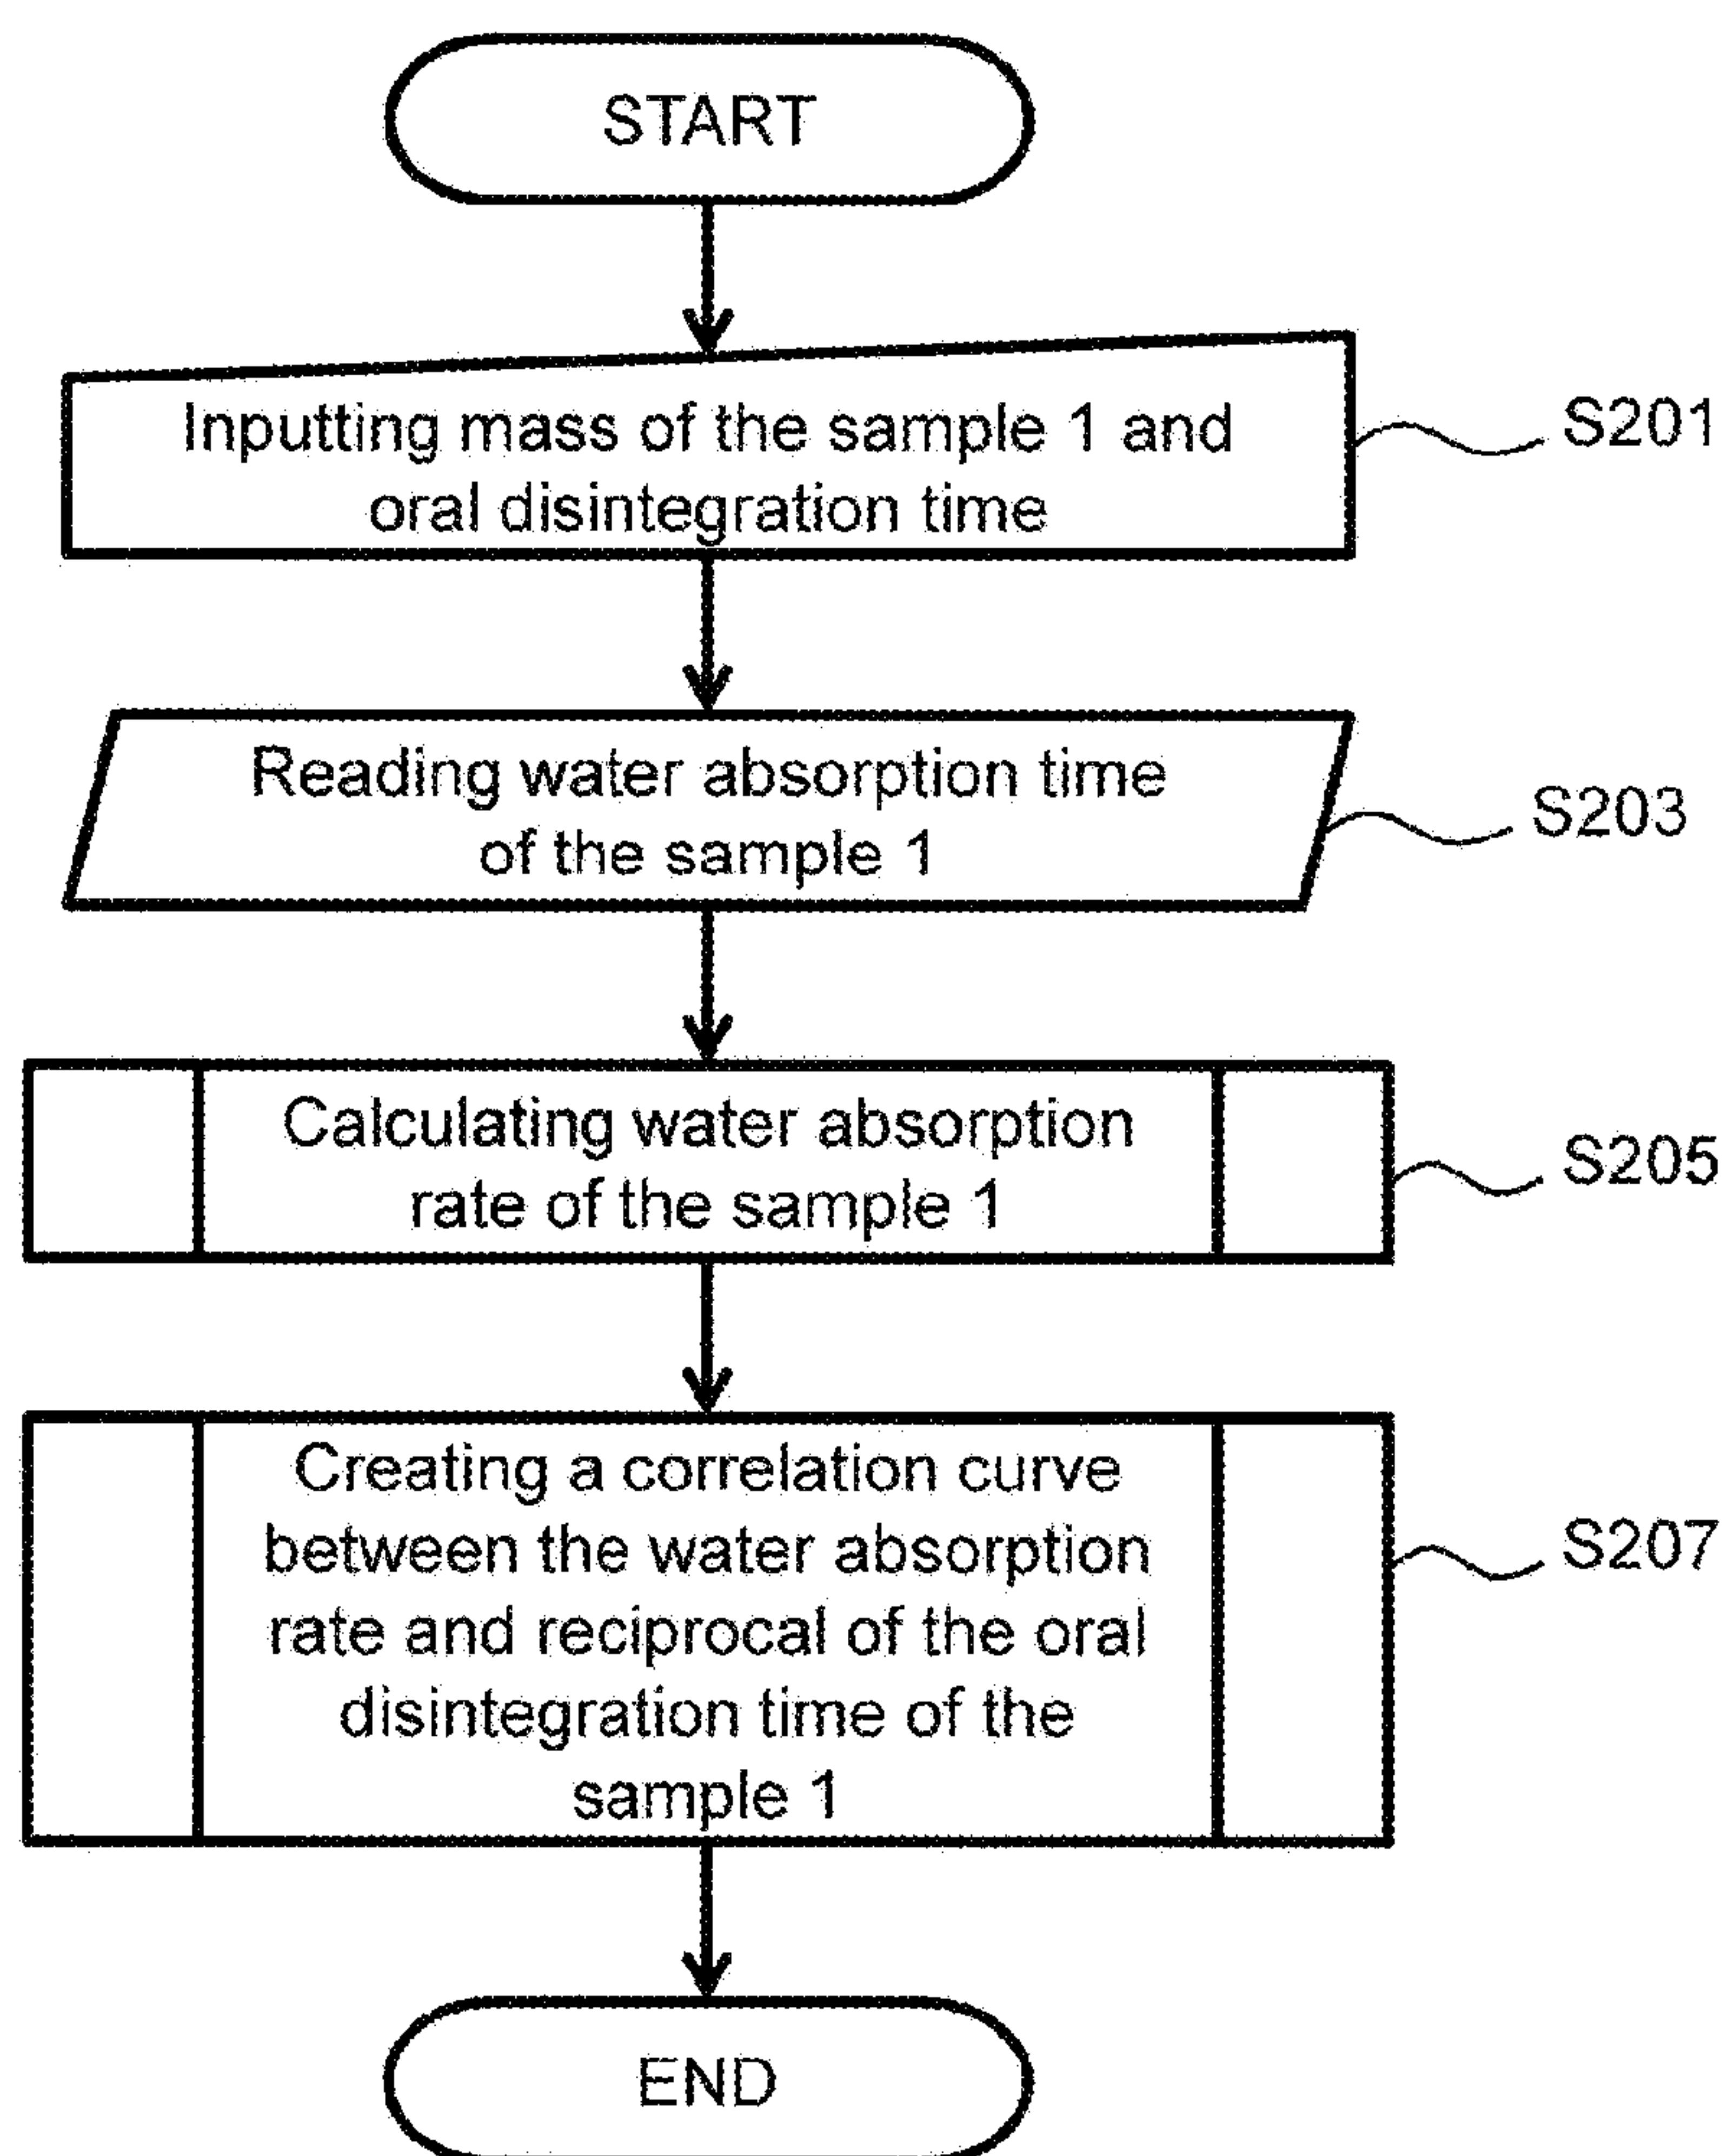 START
Inputting mass of the sample 1 and
oral disintegration time
S201
Reading water absorption time
of the sample 1
S203
Calculating water absorption
rate of the sample 1
S205
Creating a correlation curve
between the water absorption
rate and reciprocal of the oral
disintegration time of the
sample 1
S207
END